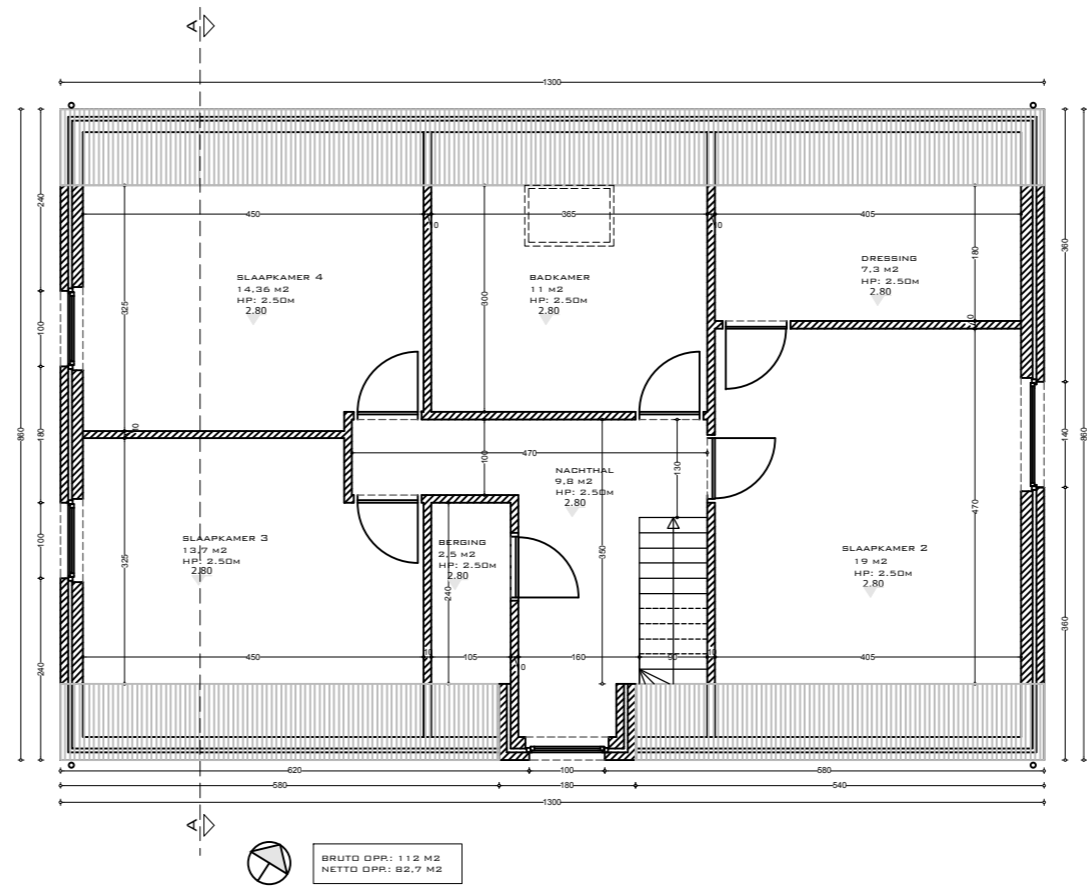 A
1300
240
100
180
100
240
860
450
10
365
10
405
180
360
SLAAPKAMER 4
14,36 M2
HP: 2.50M
2.80
325
BADKAMER
11 M2
HP: 2.50M
2.80
300
DRESSING
7,3 M2
HP: 2.50M
2.80
10
10
470
100
130
NACHTHAL
9,8 M2
HP: 2.50M
2.80
140
860
470
SLAAPKAMER 3
13,7 M2
HP: 2.50M
2.80
325
BERGING
2,5 M2
HP: 2.50M
2.80
240
350
SLAAPKAMER 2
19 M2
HP: 2.50M
2.80
360
450
10
105
10
160
90
10
405
620
100
580
580
180
540
1300
A
BRUTO OPP.: 112 M2
NETTO OPP.: 82,7 M2